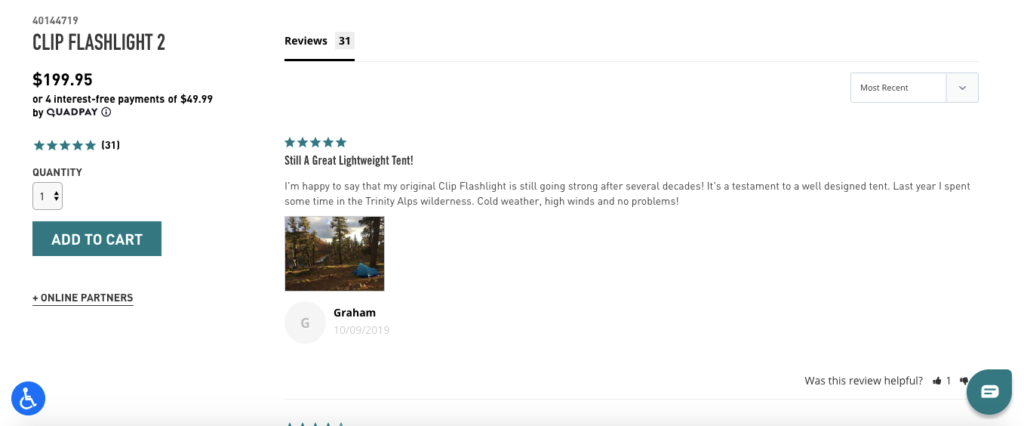 40144719
CLIP FLASHLIGHT 2
$199.95
or 4 interest-free payments of $49.99
by QUADPAY
(31)
QUANTITY
1
ADD TO CART
+ ONLINE PARTNERS
Reviews 31
Most Recent
Still A Great Lightweight Tent!
I'm happy to say that my original Clip Flashlight is still going strong after several decades! It's a testament to a well designed tent. Last year I spent
some time in the Trinity Alps wilderness. Cold weather, high winds and no problems!
G
Graham
10/09/2019
Was this review helpful? 1